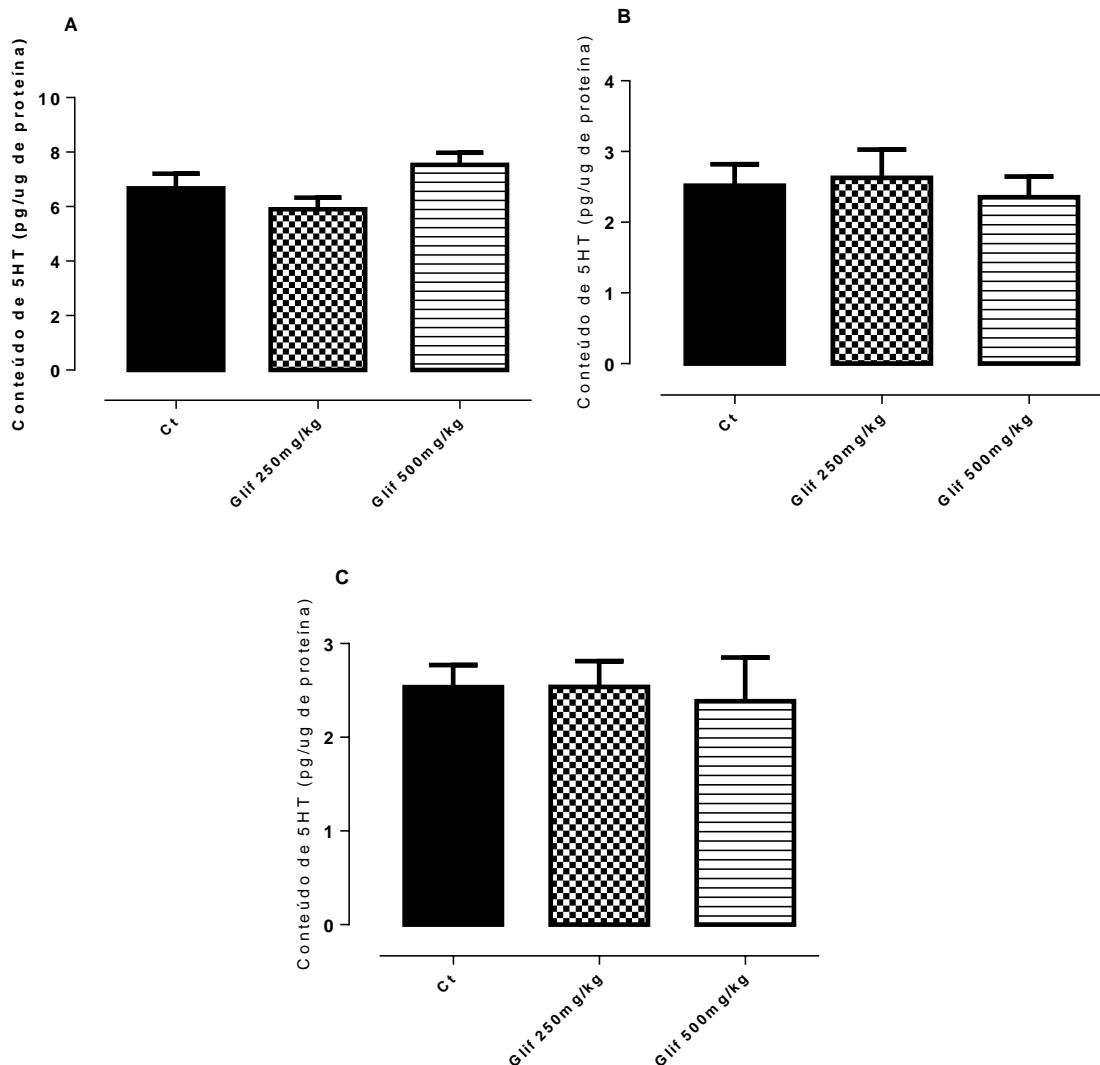 A
Conteúdo de 5HT (pg/ug de proteína)
10
8
6
4
2
0
Ct
Glif 250mg/kg
Glif 500mg/kg
B
Conteúdo de 5HT (pg/ug de proteína)
4
3
2
1
0
Ct
Glif 250mg/kg
Glif 500mg/kg
C
Conteúdo de 5HT (pg/ug de proteína)
3
2
1
0
Ct
Glif 250mg/kg
Glif 500mg/kg